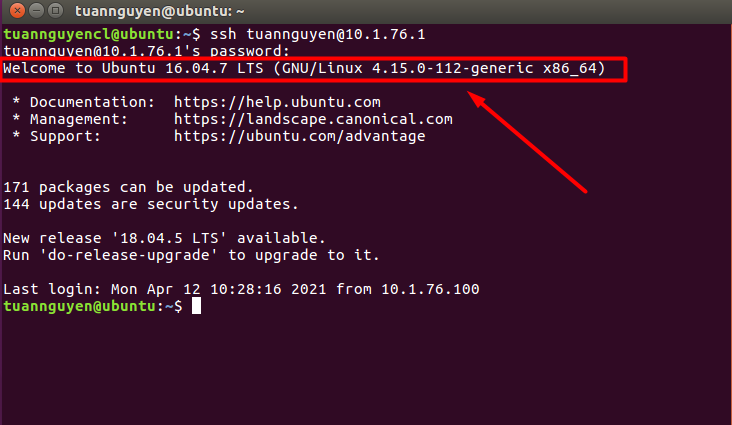 tuannguyen@ubuntu: ~
tuannguyencl@ubuntu:~$ ssh tuannguyen@10.1.76.1
tuannguyen@10.1.76.1's password:
Welcome to Ubuntu 16.04.7 LTS (GNU/Linux 4.15.0-112-generic x86_64)
* Documentation:  https://help.ubuntu.com
* Management:     https://landscape.canonical.com
* Support:        https://ubuntu.com/advantage
171 packages can be updated.
144 updates are security updates.
New release '18.04.5 LTS' available.
Run 'do-release-upgrade' to upgrade to it.
Last login: Mon Apr 12 10:28:16 2021 from 10.1.76.100
tuannguyen@ubuntu:~$